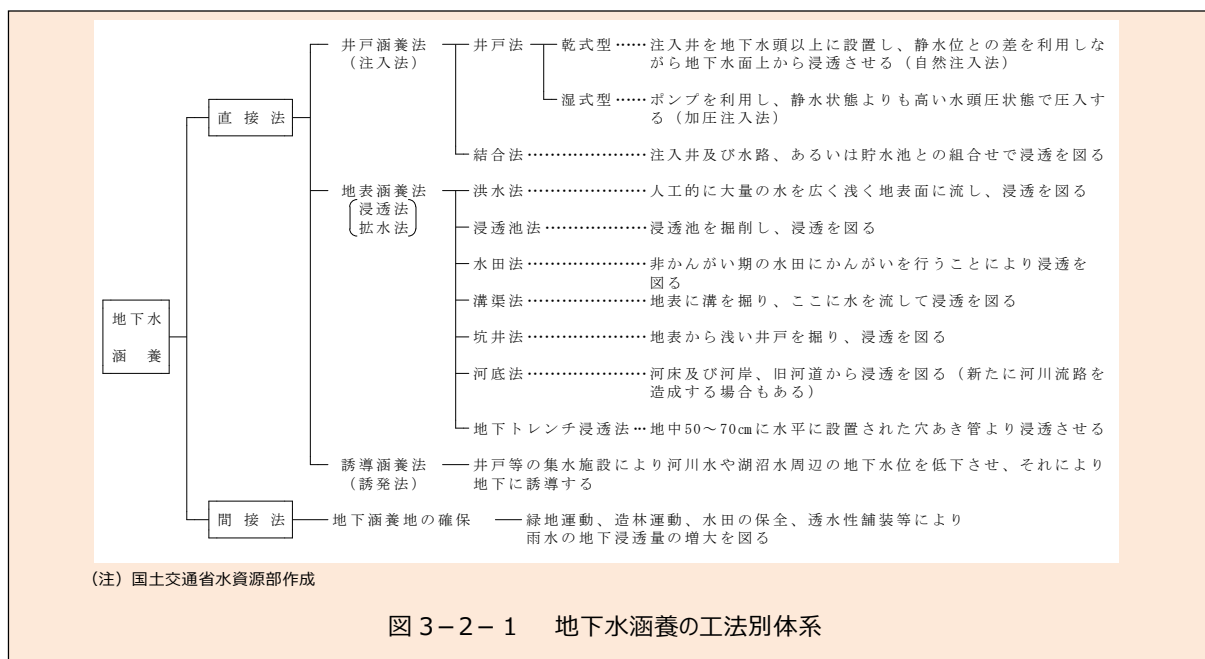 井戸涵養法 井戸法 乾式型……注入井を地下水頭以上に設置し、静水位との差を利用しな
(注入法) がら地下水面上から浸透させる(自然注入法)
湿式型……ポンプを利用し、静水状態よりも高い水頭圧状態で圧入す
る(加圧注入法)
直接法
結合法…………………注入井及び水路、あるいは貯水池との組合せで浸透を図る
地表涵養法 洪水法…………………人工的に大量の水を広く浅く地表面に流し、浸透を図る
浸透法
拡水法
浸透池法………………浸透池を掘削し、浸透を図る
水田法…………………非かんがい期の水田にかんがいを行うことにより浸透を
図る
溝渠法…………………地表に溝を掘り、ここに水を流して浸透を図る
地下水
涵養
坑井法…………………地表から浅い井戸を掘り、浸透を図る
河底法…………………河床及び河岸、旧河道から浸透を図る(新たに河川流路を
造成する場合もある)
地下トレンチ浸透法…地中50~70㎝に水平に設置された穴あき管より浸透させる
誘導涵養法 井戸等の集水施設により河川水や湖沼水周辺の地下水位を低下させ、それにより
(誘発法) 地下に誘導する
間接法 地下涵養地の確保 緑地運動、造林運動、水田の保全、透水性舗装等により
雨水の地下浸透量の増大を図る
(注)国土交通省水資源部作成
図3-2-1 地下水涵養の工法別体系